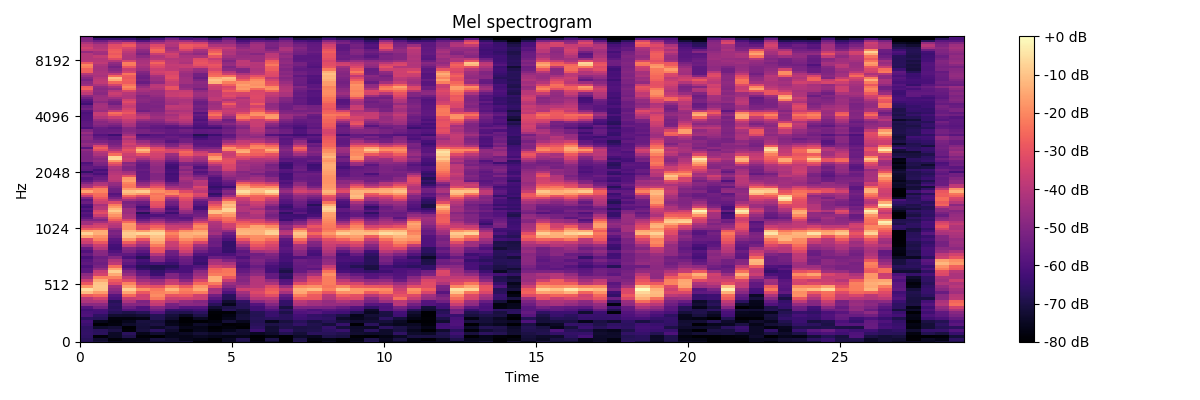 Mel spectrogram
Hz
8192
4096
2048
1024
512
0
0 5 10 15 20 25
Time
+0 dB
-10 dB
-20 dB
-30 dB
-40 dB
-50 dB
-60 dB
-70 dB
-80 dB